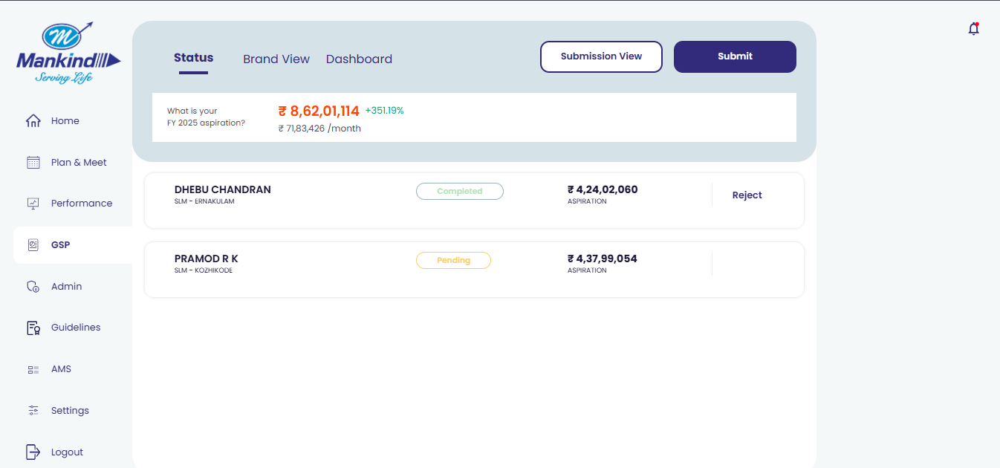 Mankind
Serving Life
Home
Plan & Meet
Performance
GSP
Admin
Guidelines
AMS
Settings
Logout
Status
Brand View
Dashboard
Submission View
Submit
What is your
FY 2025 aspiration?
₹ 8,62,01,114 +351.19%
₹ 71,83,426 /month
DHEBU CHANDRAN
SLM - ERNAKULAM
Completed
₹ 4,24,02,060
ASPIRATION
Reject
PRAMOD R K
SLM - KOZHIKODE
Pending
₹ 4,37,99,054
ASPIRATION